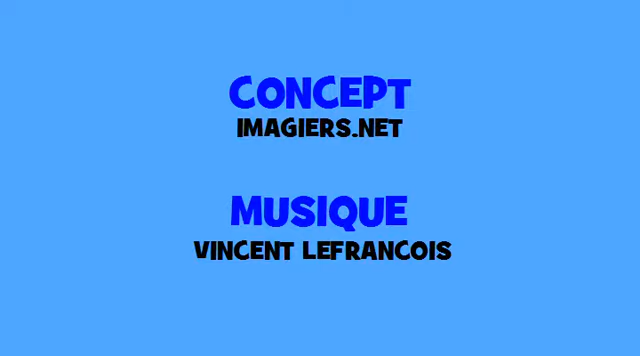 CONCEPT
IMAGIERS.NET
MUSIQUE
VINCENT LEFRANCOIS